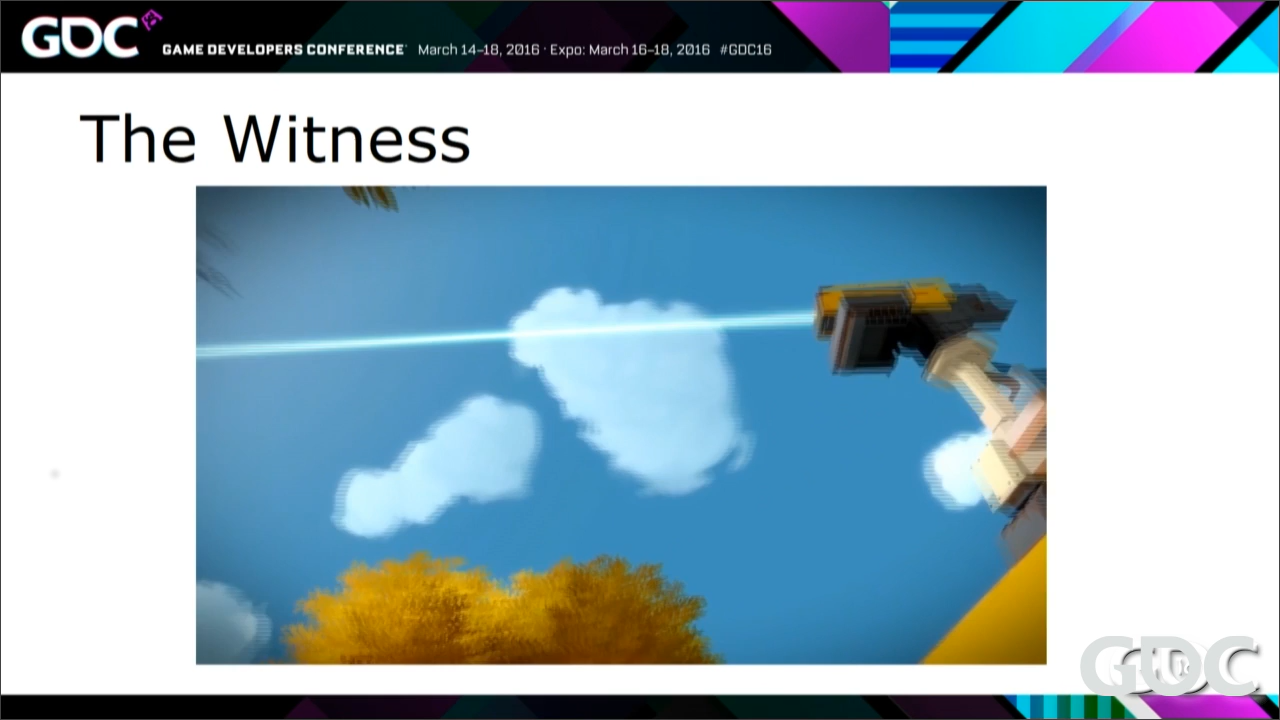 GDC GAME DEVELOPERS CONFERENCE March 14–18, 2016 · Expo: March 16–18, 2016 #GDC16
The Witness
GDC